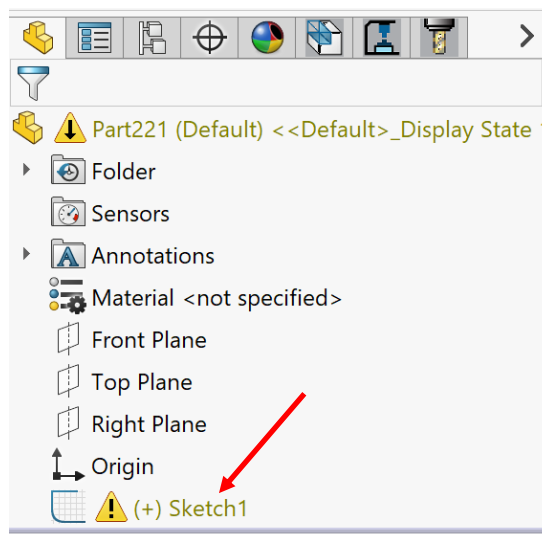 Part221 (Default) <<Default>_Display State
Folder
Sensors
Annotations
Material <not specified>
Front Plane
Top Plane
Right Plane
Origin
(+) Sketch1